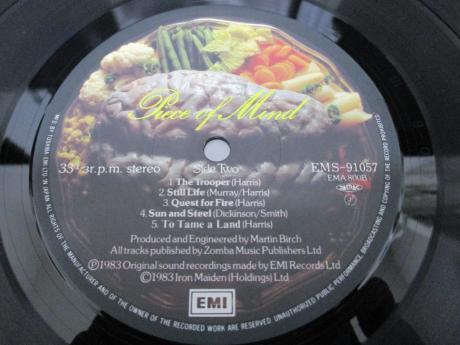 Piece of Mind
33 1/3 r.p.m. stereo
Side Two
EMS-91057
EMA 800B
1. The Trooper (Harris)
2. Still Life (Murray/Harris)
3. Quest for Fire (Harris)
4. Sun and Steel (Dickinson/Smith)
5. To Tame a Land (Harris)
Produced and Engineered by Martin Birch
All tracks published by Zomba Music Publishers Ltd
Ⓟ1983 Original sound recordings made by EMI Records Ltd
©1983 Iron Maiden (Holdings) Ltd
EMI
M'F'D BY TOSHIBA EMI LTD IN JAPAN. ALL RIGHTS OF THE MANUFACTURER AND OF THE OWNER OF THE RECORDED WORK ARE RESERVED. UNAUTHORIZED PUBLIC PERFORMANCE, BROADCASTING AND COPYING OF THE RECORD PROHIBITED.